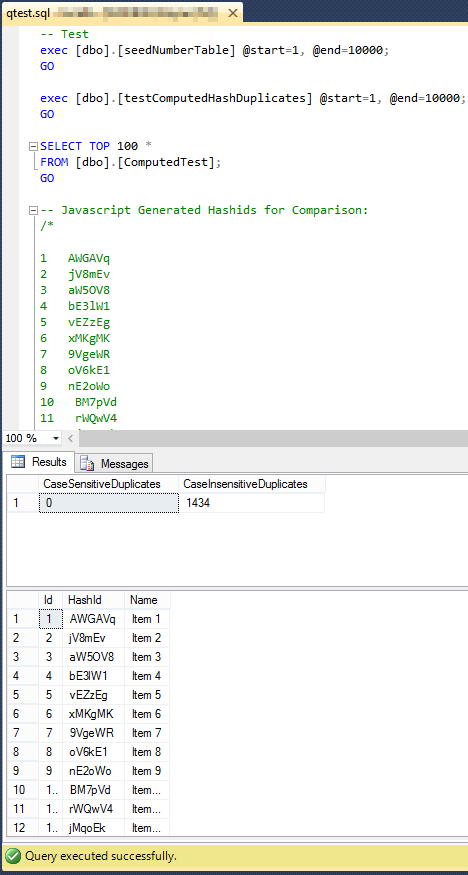 qtest.sql
-- Test
exec [dbo].[seedNumberTable] @start=1, @end=10000;
GO
exec [dbo].[testComputedHashDuplicates] @start=1, @end=10000;
GO
SELECT TOP 100 *
FROM [dbo].[ComputedTest];
GO
-- Javascript Generated Hashids for Comparison:
/*
1 AWGAVq
2 jV8mEv
3 aW5OV8
4 bE3lW1
5 vEZzEg
6 xMKgMK
7 9VgeWR
8 oV6kE1
9 nE2oWo
10 BM7pVd
11 rWQwV4
100 %
Results Messages
CaseSensitiveDuplicates CaseInsensitiveDuplicates
1 0 1434
Id HashId Name
1 1 AWGAVq Item 1
2 2 jV8mEv Item 2
3 3 aW5OV8 Item 3
4 4 bE3lW1 Item 4
5 5 vEZzEg Item 5
6 6 xMKgMK Item 6
7 7 9VgeWR Item 7
8 8 oV6kE1 Item 8
9 9 nE2oWo Item 9
10 1.. BM7pVd Item...
11 1.. rWQwV4 Item...
12 1.. jMqoEk Item...
Query executed successfully.